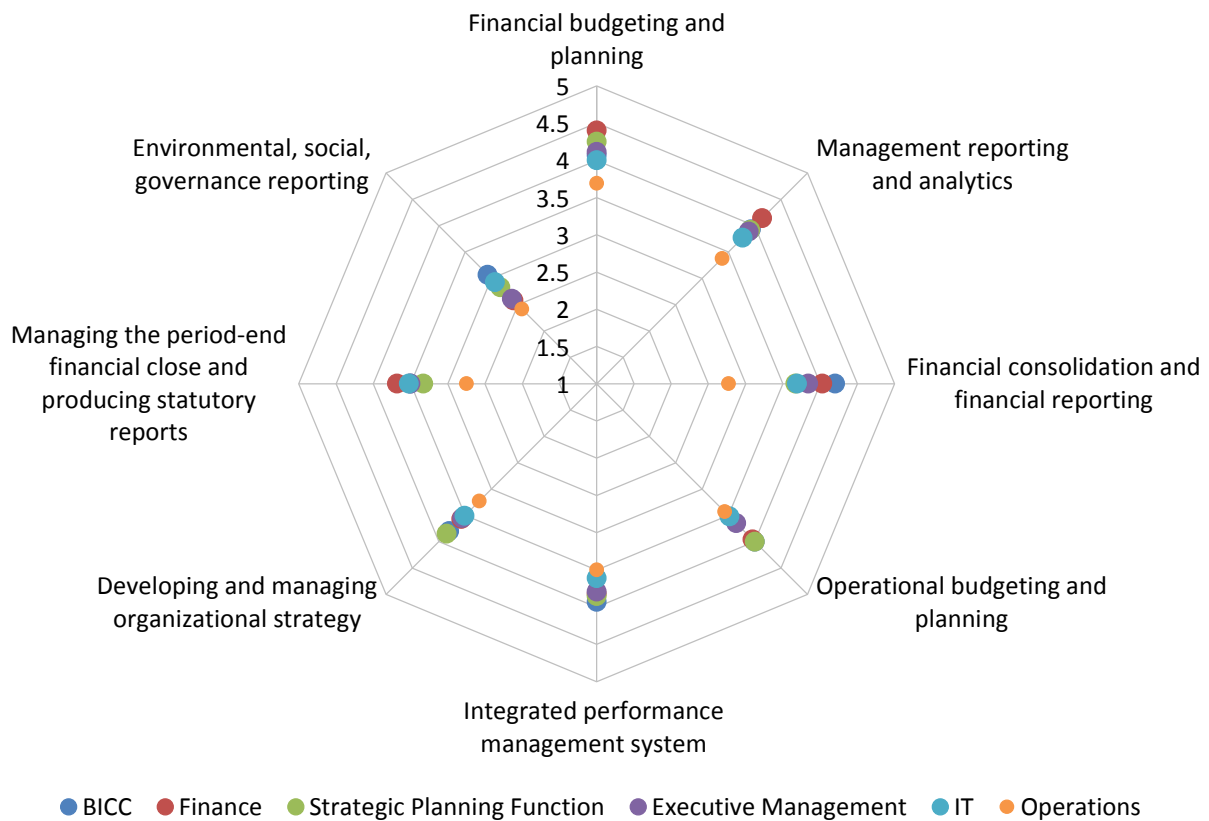 Financial budgeting and
planning
5
4.5
4
3.5
3
2.5
2
1.5
1
Management reporting
and analytics
Financial consolidation and
financial reporting
Operational budgeting and
planning
Integrated performance
management system
Developing and managing
organizational strategy
Managing the period-end
financial close and
producing statutory
reports
Environmental, social,
governance reporting
BICC Finance Strategic Planning Function Executive Management IT Operations